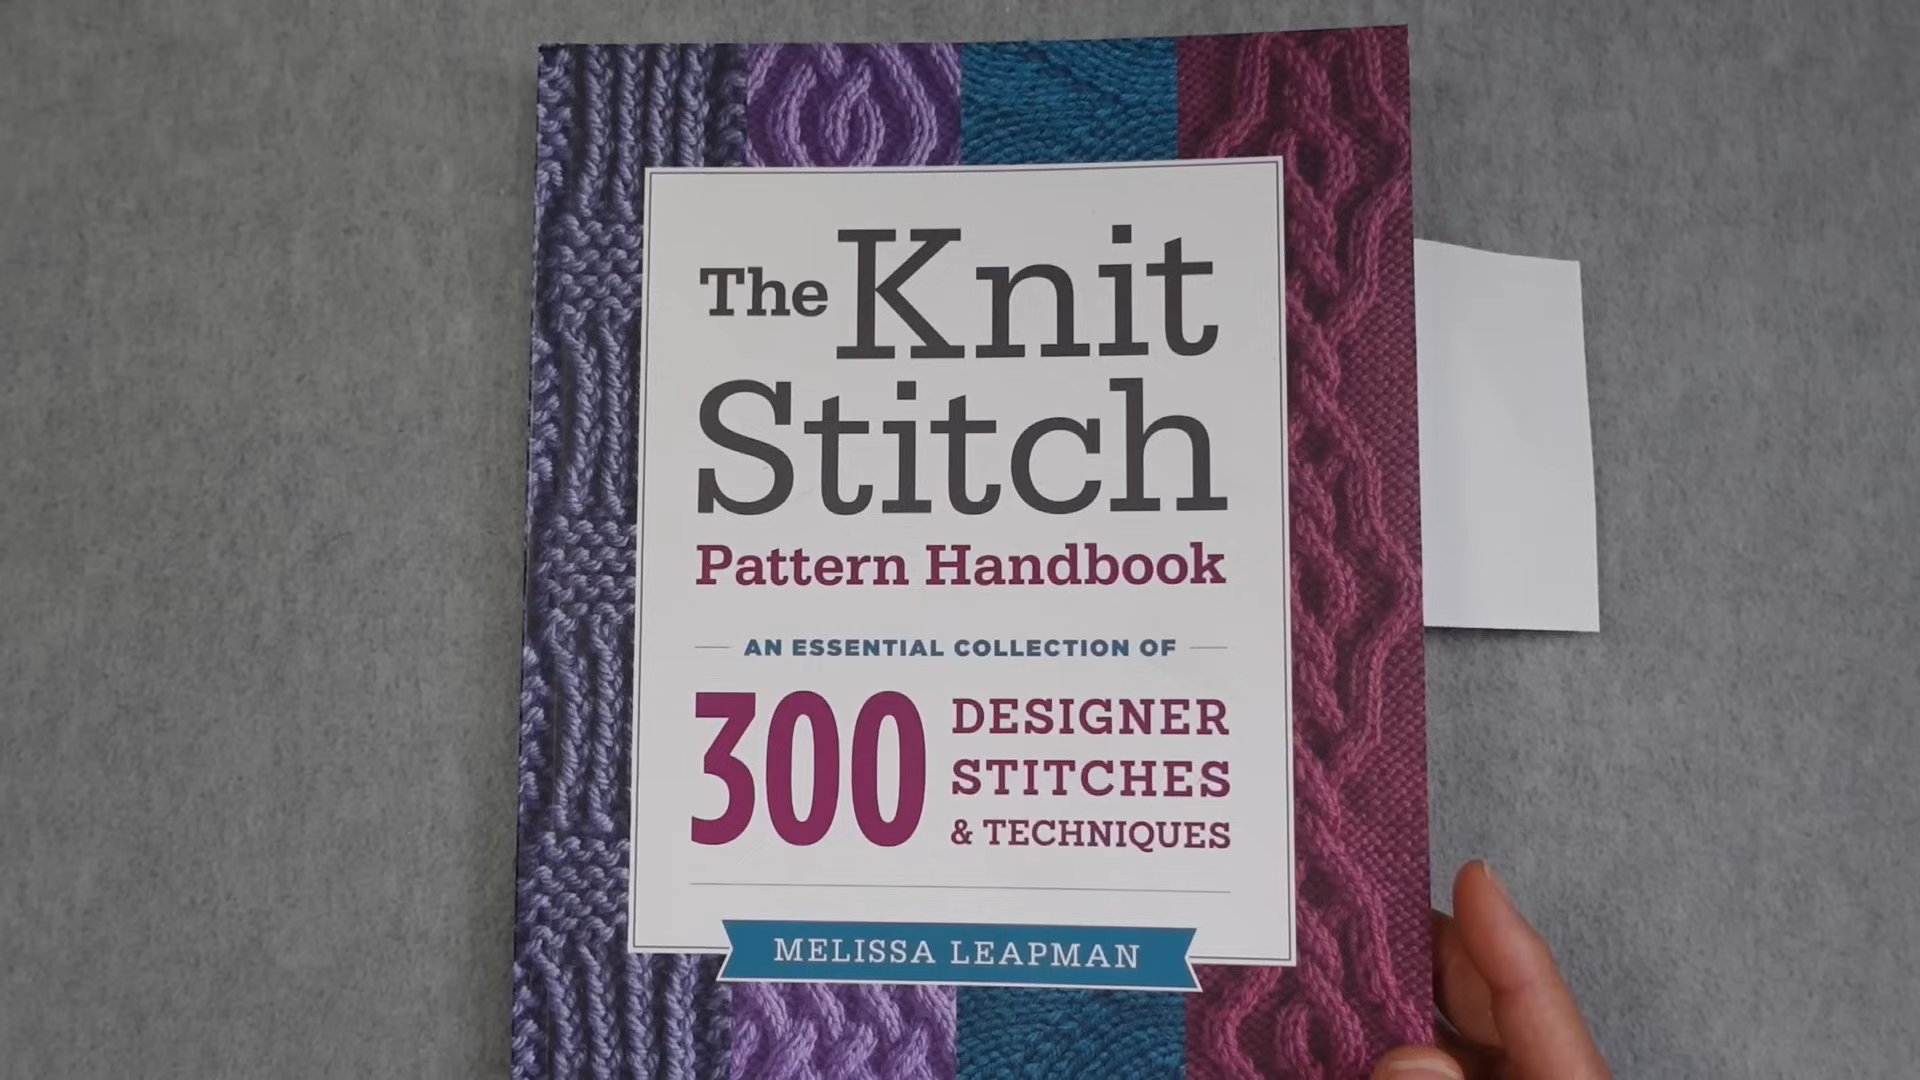 The Knit
Stitch
Pattern Handbook
AN ESSENTIAL COLLECTION OF
300 DESIGNER
STITCHES
& TECHNIQUES
MELISSA LEAPMAN